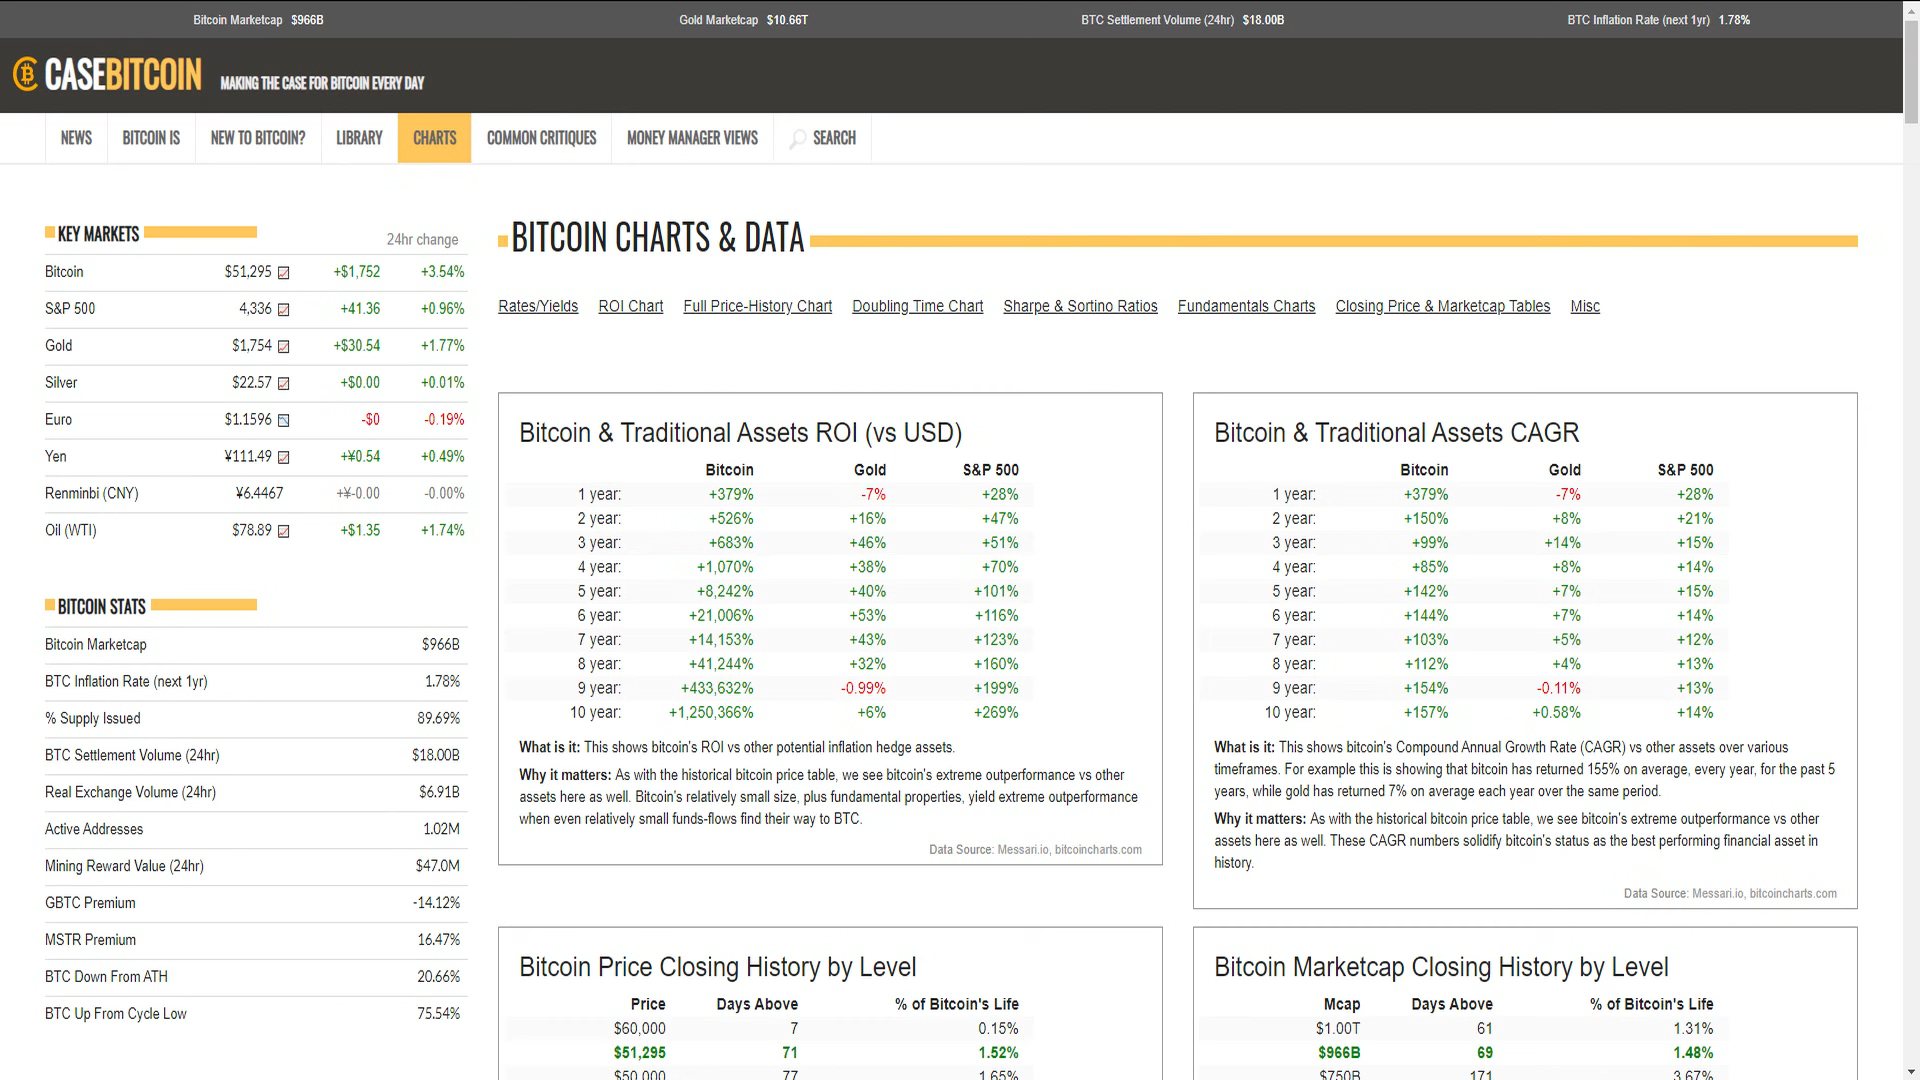 Bitcoin Marketcap $966B
Gold Marketcap $10.66T
BTC Settlement Volume (24hr) $18.00B
BTC Inflation Rate (next 1yr) 1.78%
CASEBITCOIN MAKING THE CASE FOR BITCOIN EVERY DAY
NEWS BITCOIN IS NEW TO BITCOIN? LIBRARY CHARTS COMMON CRITIQUES MONEY MANAGER VIEWS SEARCH
KEY MARKETS 24hr change
Bitcoin $51,295 +$1,752 +3.54%
S&P 500 4,336 +41.36 +0.96%
Gold $1,754 +$30.54 +1.77%
Silver $22.57 +$0.00 +0.01%
Euro $1.1596 -$0 -0.19%
Yen ¥111.49 +¥0.54 +0.49%
Renminbi (CNY) ¥6.4467 +¥-0.00 -0.00%
Oil (WTI) $78.89 +$1.35 +1.74%
BITCOIN STATS
Bitcoin Marketcap $966B
BTC Inflation Rate (next 1yr) 1.78%
% Supply Issued 89.69%
BTC Settlement Volume (24hr) $18.00B
Real Exchange Volume (24hr) $6.91B
Active Addresses 1.02M
Mining Reward Value (24hr) $47.0M
GBTC Premium -14.12%
MSTR Premium 16.47%
BTC Down From ATH 20.66%
BTC Up From Cycle Low 75.54%
BITCOIN CHARTS & DATA
Rates/Yields ROI Chart Full Price-History Chart Doubling Time Chart Sharpe & Sortino Ratios Fundamentals Charts Closing Price & Marketcap Tables Misc
Bitcoin & Traditional Assets ROI (vs USD)
Bitcoin Gold S&P 500
1 year: +379% -7% +28%
2 year: +526% +16% +47%
3 year: +683% +46% +51%
4 year: +1,070% +38% +70%
5 year: +8,242% +40% +101%
6 year: +21,006% +53% +116%
7 year: +14,153% +43% +123%
8 year: +41,244% +32% +160%
9 year: +433,632% -0.99% +199%
10 year: +1,250,366% +6% +269%
What is it: This shows bitcoin's ROI vs other potential inflation hedge assets.
Why it matters: As with the historical bitcoin price table, we see bitcoin's extreme outperformance vs other
assets here as well. Bitcoin's relatively small size, plus fundamental properties, yield extreme outperformance
when even relatively small funds-flows find their way to BTC.
Data Source: Messari.io, bitcoincharts.com
Bitcoin & Traditional Assets CAGR
Bitcoin Gold S&P 500
1 year: +379% -7% +28%
2 year: +150% +8% +21%
3 year: +99% +14% +15%
4 year: +85% +8% +14%
5 year: +142% +7% +15%
6 year: +144% +7% +14%
7 year: +103% +5% +12%
8 year: +112% +4% +13%
9 year: +154% -0.11% +13%
10 year: +157% +0.58% +14%
What is it: This shows bitcoin's Compound Annual Growth Rate (CAGR) vs other assets over various
timeframes. For example this is showing that bitcoin has returned 155% on average, every year, for the past 5
years, while gold has returned 7% on average each year over the same period.
Why it matters: As with the historical bitcoin price table, we see bitcoin's extreme outperformance vs other
assets here as well. These CAGR numbers solidify bitcoin's status as the best performing financial asset in
history.
Data Source: Messari.io, bitcoincharts.com
Bitcoin Price Closing History by Level
Price Days Above % of Bitcoin's Life
$60,000 7 0.15%
$51,295 71 1.52%
$50,000 77 1.65%
Bitcoin Marketcap Closing History by Level
Mcap Days Above % of Bitcoin's Life
$1.00T 61 1.31%
$966B 69 1.48%
$750B 171 3.67%